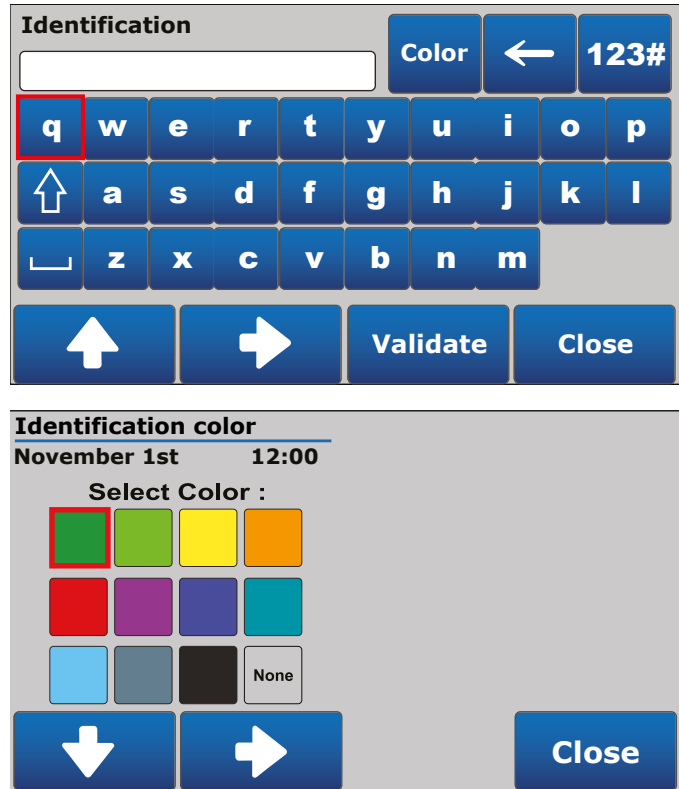 Identification
Color 123#
q w e r t y u i o p
a s d f g h j k l
z x c v b n m
Validate Close
Identification color
November 1st 12:00
Select Color :
None
Close